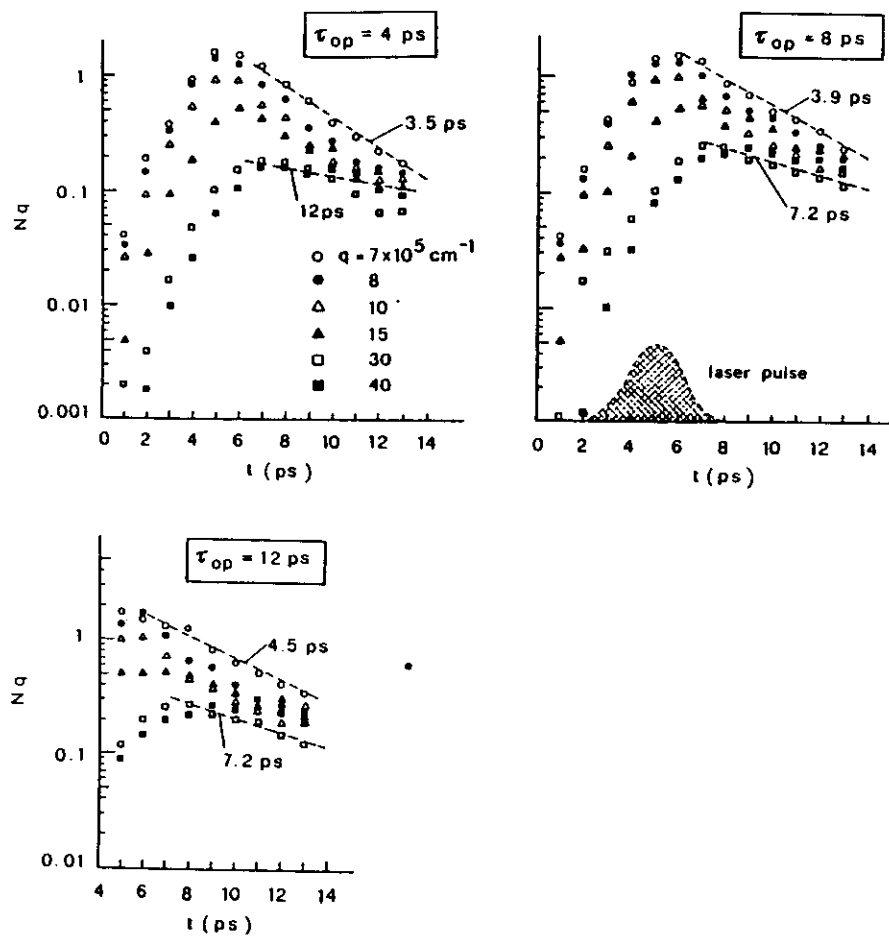 τop = 4 ps
1
0.1
0.01
0.001
Nq
3.5 ps
12ps
q = 7×10⁵ cm⁻¹
8
10
15
30
40
0 2 4 6 8 10 12 14
t (ps)
τop = 8 ps
3.9 ps
7.2 ps
laser pulse
0 2 4 6 8 10 12 14
t (ps)
τop = 12 ps
1
0.1
0.01
Nq
4.5 ps
7.2 ps
4 6 8 10 12 14
t (ps)